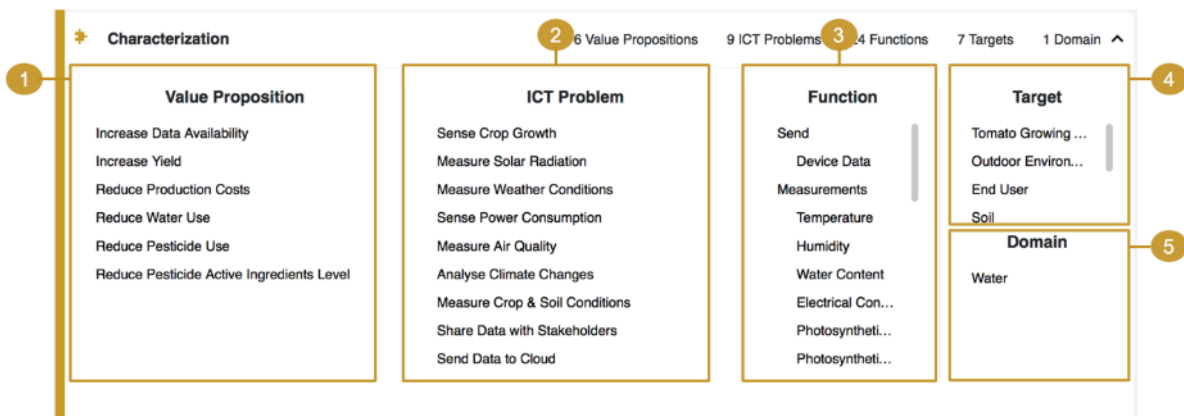 Characterization
6 Value Propositions
9 ICT Problems
24 Functions
7 Targets
1 Domain
1
2
3
4
5
Value Proposition
Increase Data Availability
Increase Yield
Reduce Production Costs
Reduce Water Use
Reduce Pesticide Use
Reduce Pesticide Active Ingredients Level
ICT Problem
Sense Crop Growth
Measure Solar Radiation
Measure Weather Conditions
Sense Power Consumption
Measure Air Quality
Analyse Climate Changes
Measure Crop & Soil Conditions
Share Data with Stakeholders
Send Data to Cloud
Function
Send
Device Data
Measurements
Temperature
Humidity
Water Content
Electrical Con...
Photosyntheti...
Photosyntheti...
Target
Tomato Growing ...
Outdoor Environ...
End User
Soil
Domain
Water